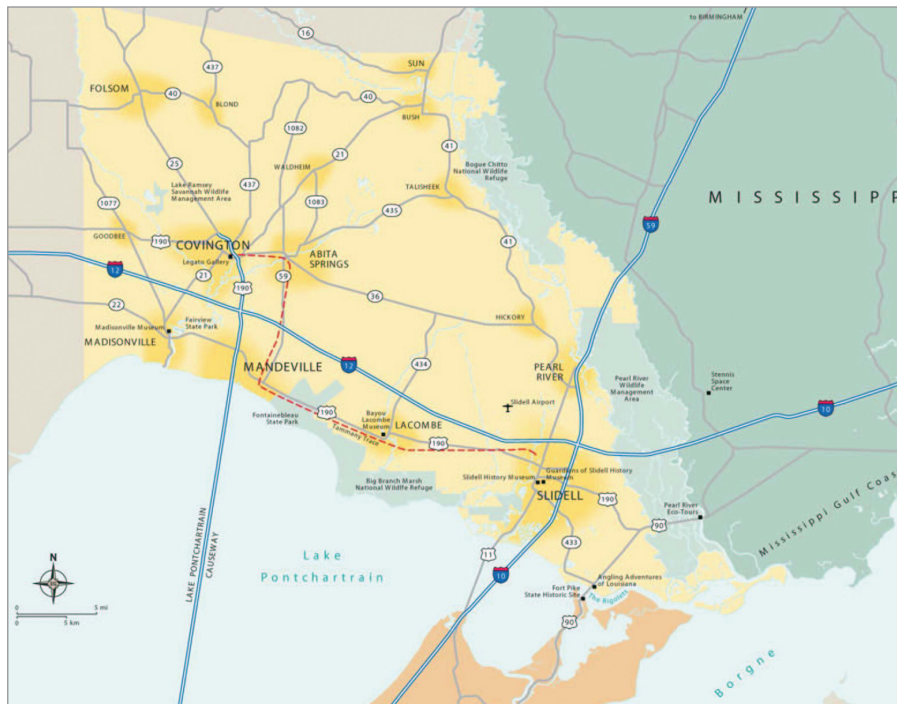 to BIRMINGHAM
16
SUN
437
FOLSOM
40
BLOND
40
BUSH
1082
59
41
25
21
WALDHEIM
Bogue Chitto
National Wildlife
Refuge
MISSISSIPP
Lake Ramsey
Savannah Wildlife
Management Area
437
TALISHEEK
1077
1083
435
GOODBEE
190
COVINGTON
41
Legato Gallery
ABITA
SPRINGS
12
21
59
190
36
22
Fairview
State Park
Madisonville Museum
HICKORY
MADISONVILLE
MANDEVILLE
12
434
PEARL
RIVER
Pearl River
Wildlife
Management
Area
Stennis
Space
Center
10
Slidell Airport
190
Fontainebleau
State Park
Bayou
Lacombe
Museum
LACOMBE
Tammany Trace
190
Big Branch Marsh
National Wildlfe Refuge
Slidell History Museum
Guardians of Slidell History
Museum
SLIDELL
190
Pearl River
Eco-Tours
90
Mississippi Gulf Coas
LAKE PONTCHARTRAIN
CAUSEWAY
N
Lake
Pontchartrain
11
433
10
Angling Adventures
of Louisiana
Fort Pike
State Historic Site
The Rigolets
0 5 mi
0 5 km
90
Borgne